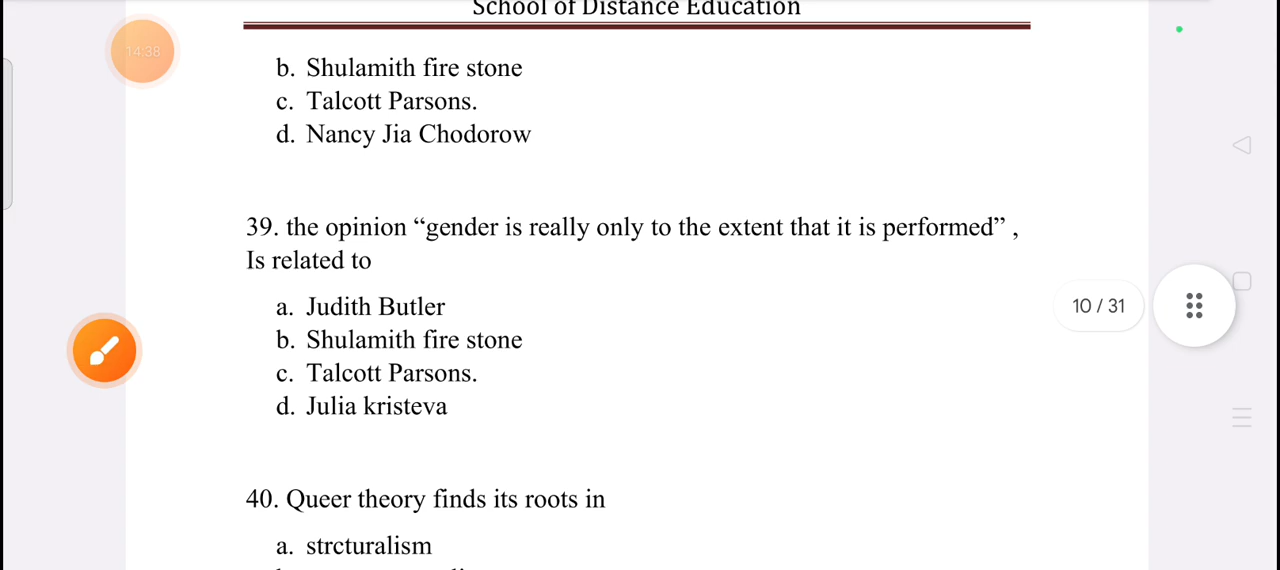 School of Distance Education
14:38
b. Shulamith fire stone
c. Talcott Parsons.
d. Nancy Jia Chodorow
39. the opinion “gender is really only to the extent that it is performed” ,
Is related to
a. Judith Butler
10 / 31
b. Shulamith fire stone
c. Talcott Parsons.
d. Julia kristeva
40. Queer theory finds its roots in
a. strcturalism